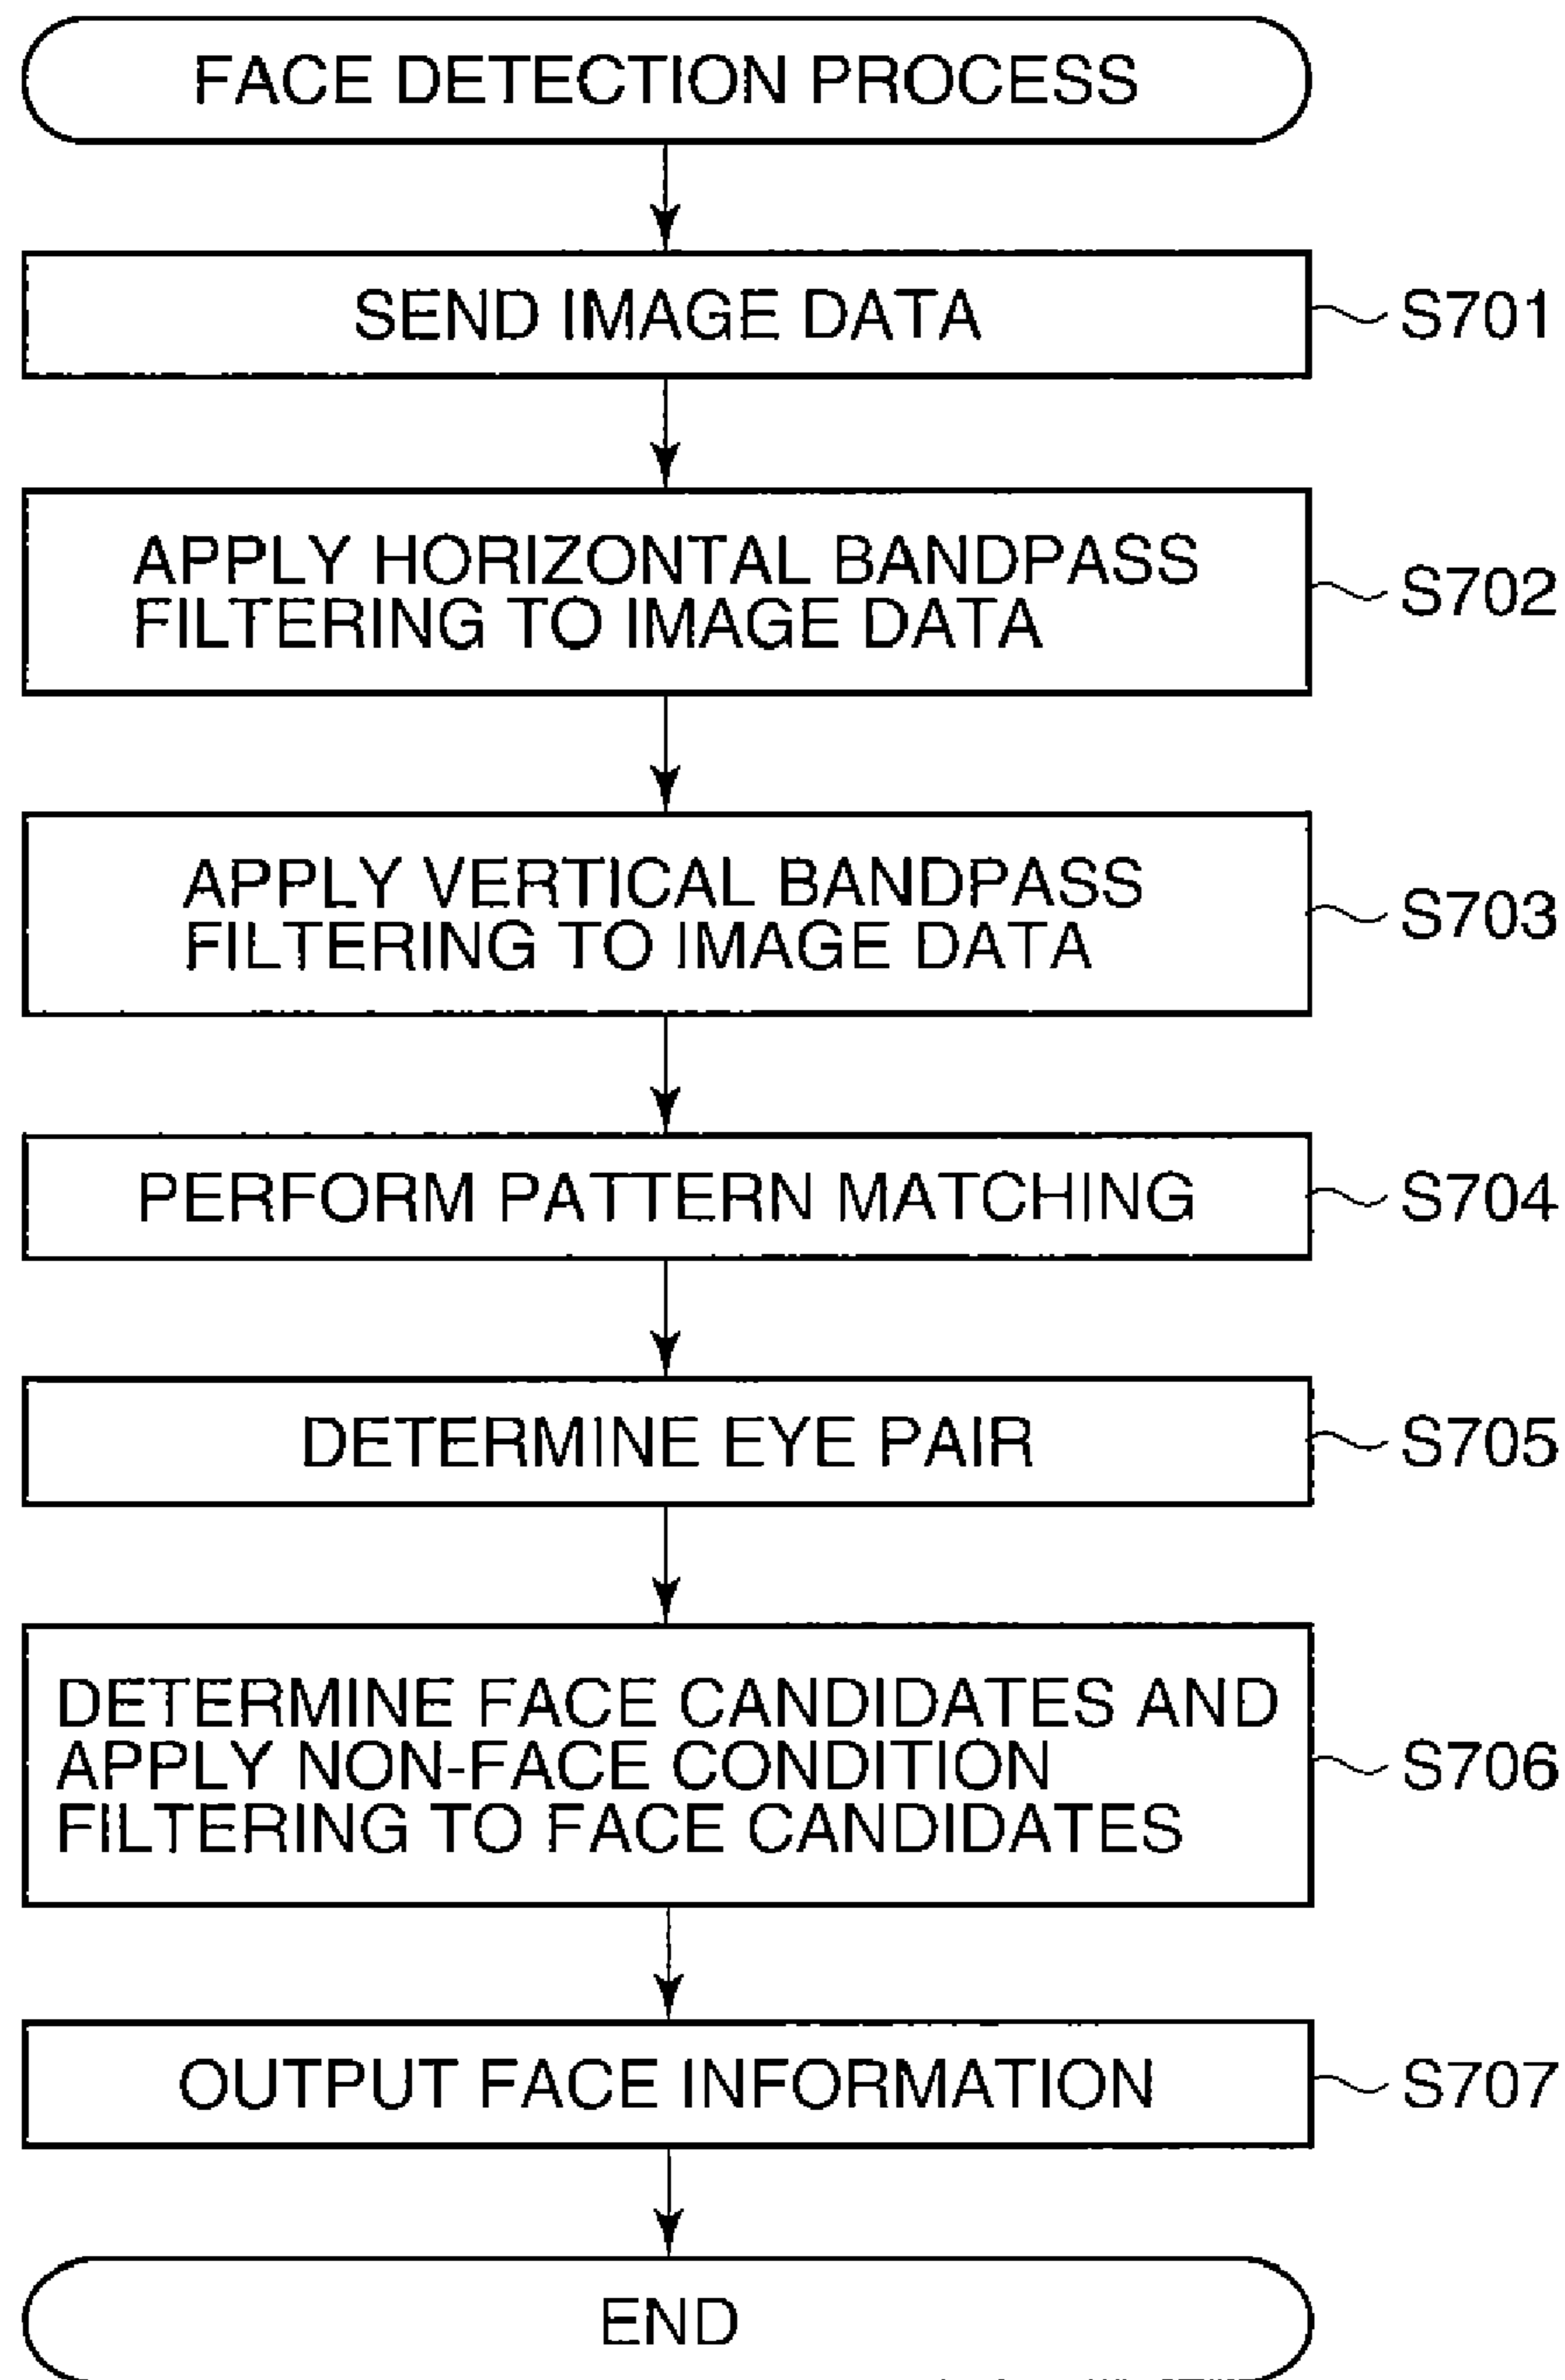 FACE DETECTION PROCESS
SEND IMAGE DATA
S701
APPLY HORIZONTAL BANDPASS
FILTERING TO IMAGE DATA
S702
APPLY VERTICAL BANDPASS
FILTERING TO IMAGE DATA
S703
PERFORM PATTERN MATCHING
S704
DETERMINE EYE PAIR
S705
DETERMINE FACE CANDIDATES AND
APPLY NON-FACE CONDITION
FILTERING TO FACE CANDIDATES
S706
OUTPUT FACE INFORMATION
S707
END